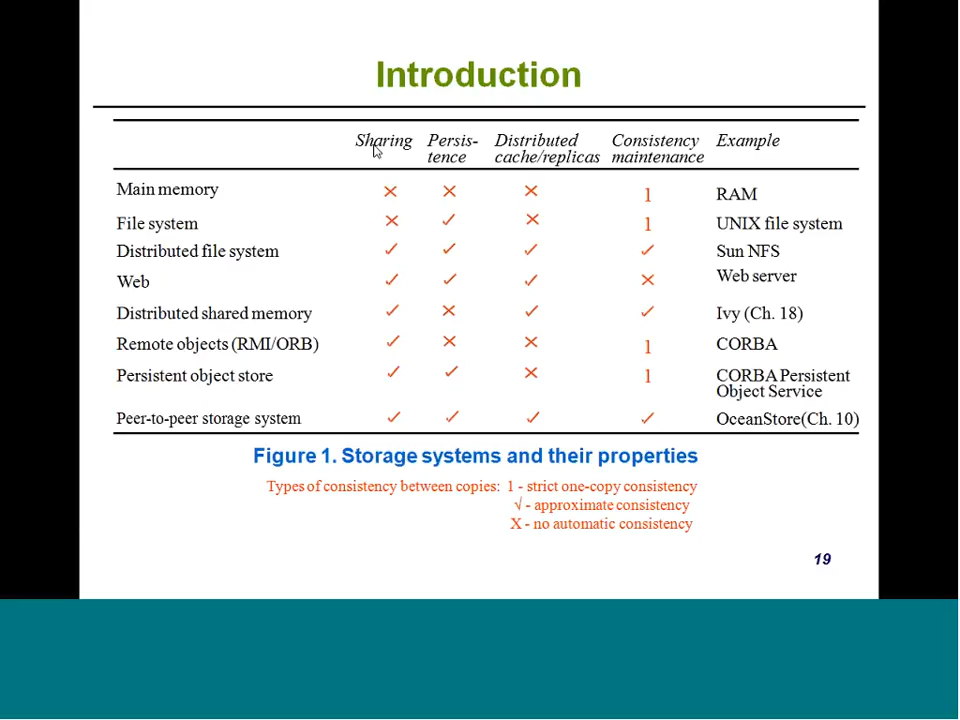 Introduction
Sharing Persis- Distributed Consistency Example
tence cache/replicas maintenance
Main memory × × × 1 RAM
File system × ✓ × 1 UNIX file system
Distributed file system ✓ ✓ ✓ ✓ Sun NFS
Web ✓ ✓ ✓ × Web server
Distributed shared memory ✓ × ✓ ✓ Ivy (Ch. 18)
Remote objects (RMI/ORB) ✓ × × 1 CORBA
Persistent object store ✓ ✓ × 1 CORBA Persistent
Object Service
Peer-to-peer storage system ✓ ✓ ✓ ✓ OceanStore(Ch. 10)
Figure 1. Storage systems and their properties
Types of consistency between copies: 1 - strict one-copy consistency
√ - approximate consistency
X - no automatic consistency
19